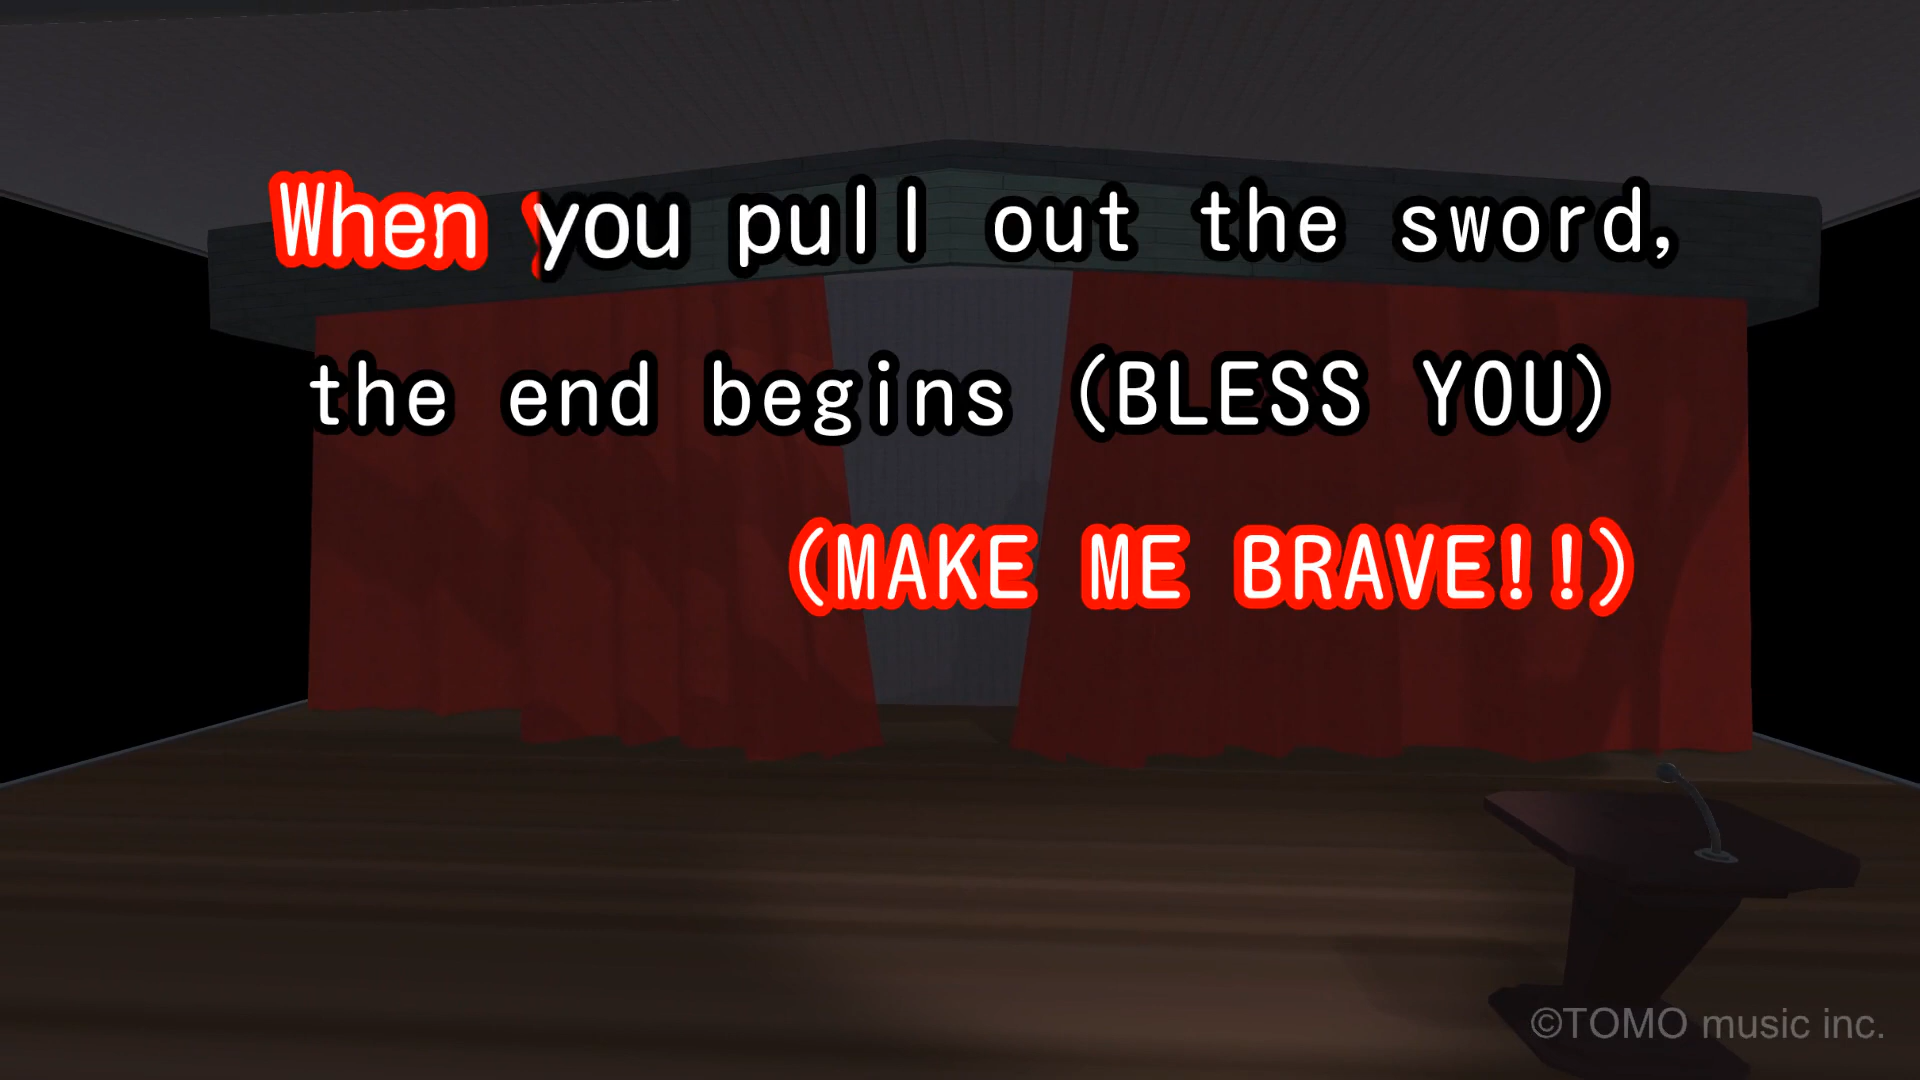 When you pull out the sword,
the end begins (BLESS YOU)
(MAKE ME BRAVE!!)
©TOMO music inc.